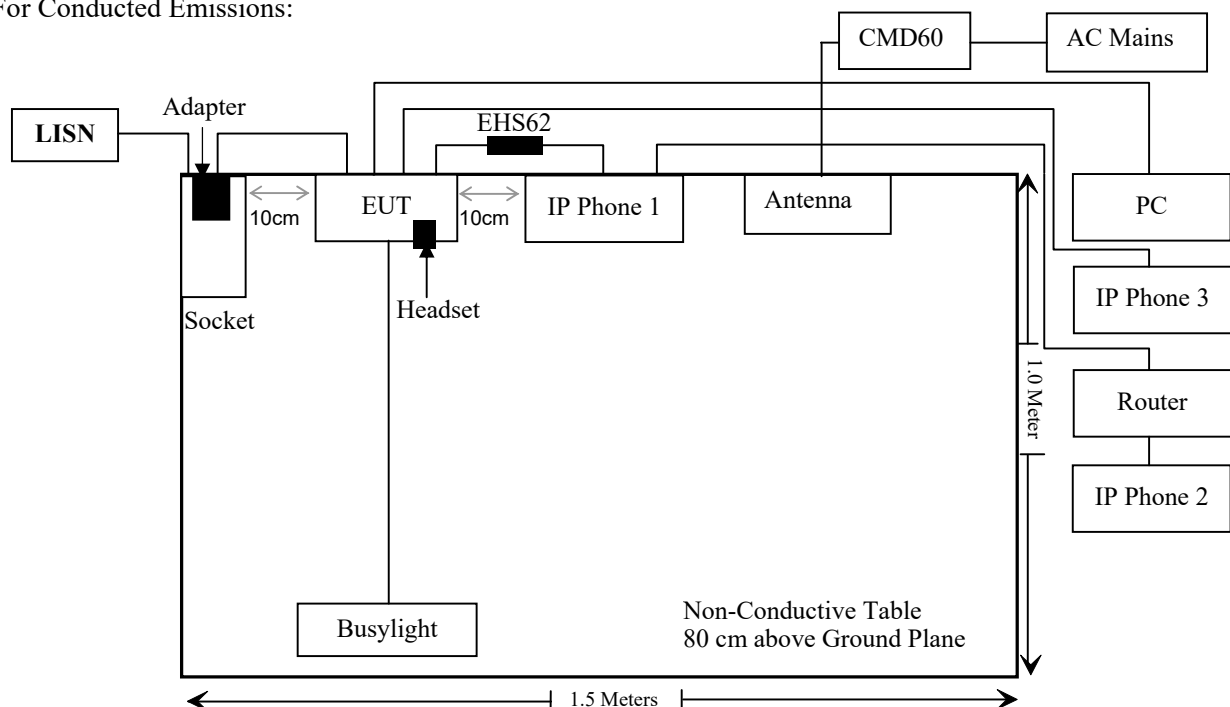 For Conducted Emissions:
CMD60
AC Mains
Adapter
LISN
EHS62
EUT
10cm
10cm
IP Phone 1
Antenna
PC
Headset
Socket
IP Phone 3
1.0 Meter
Router
IP Phone 2
Busylight
Non-Conductive Table
80 cm above Ground Plane
1.5 Meters